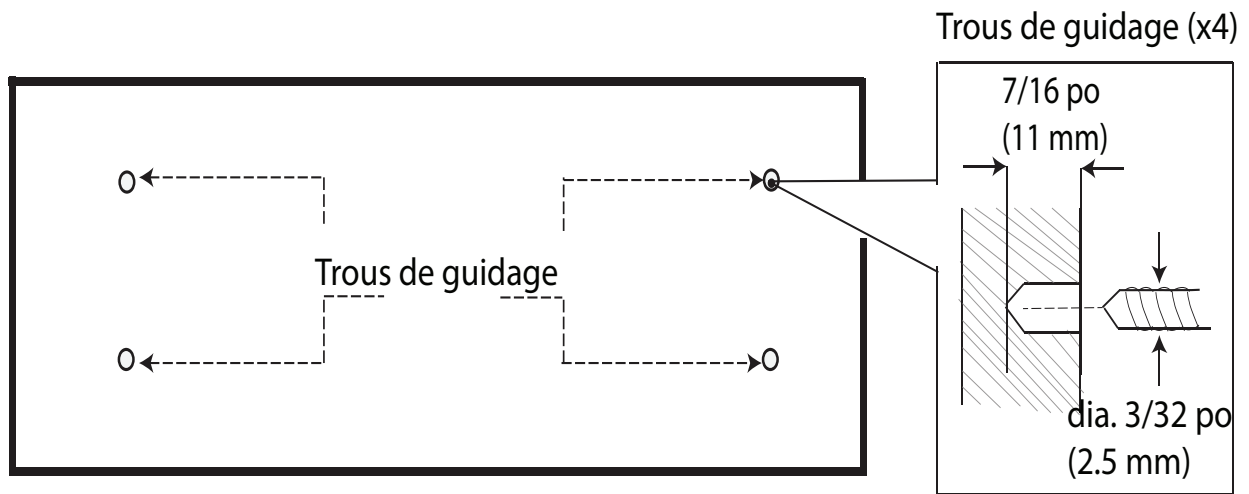 Trous de guidage (x4)
7/16 po
(11 mm)
Trous de guidage
dia. 3/32 po
(2.5 mm)